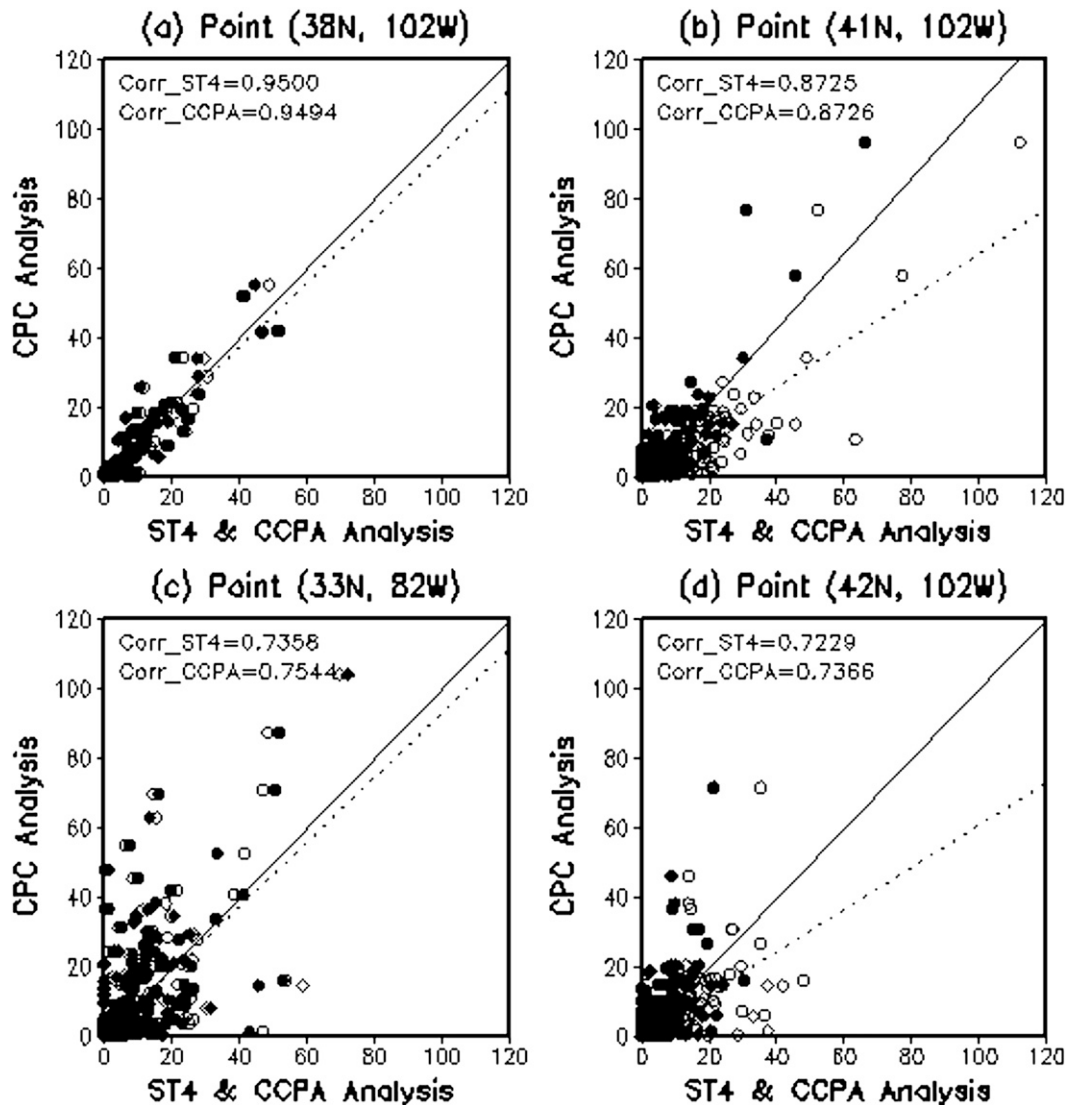 (a) Point (38N, 102W)
120
100
80
60
40
20
0
Corr_ST4=0.9500
Corr_CCPA=0.9494
CPC Analysis
0 20 40 60 80 100 120
ST4 & CCPA Analysis
(b) Point (41N, 102W)
120
100
80
60
40
20
0
Corr_ST4=0.8725
Corr_CCPA=0.8726
CPC Analysis
0 20 40 60 80 100 120
ST4 & CCPA Analysis
(c) Point (33N, 82W)
120
100
80
60
40
20
0
Corr_ST4=0.7358
Corr_CCPA=0.7544
CPC Analysis
0 20 40 60 80 100 120
ST4 & CCPA Analysis
(d) Point (42N, 102W)
120
100
80
60
40
20
0
Corr_ST4=0.7229
Corr_CCPA=0.7366
CPC Analysis
0 20 40 60 80 100 120
ST4 & CCPA Analysis